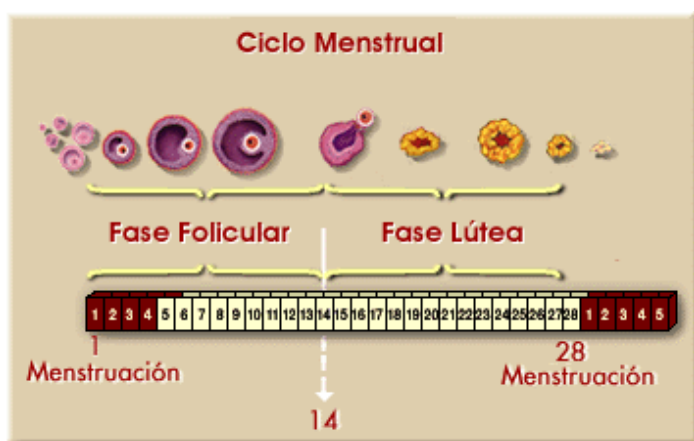 Ciclo Menstrual
Fase Folicular Fase Lútea
1 2 3 4 5 6 7 8 9 10 11 12 13 14 15 16 17 18 19 20 21 22 23 24 25 26 27 28 1 2 3 4 5
1 28
Menstruación Menstruación
14